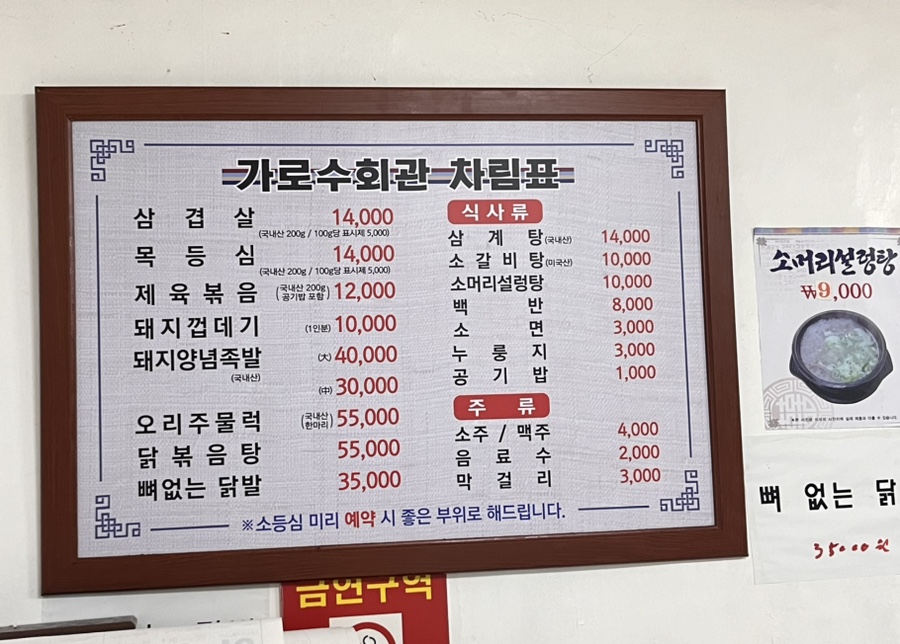 가로수회관 차림표
삼겹살 14,000
(국내산 200g / 100g당 표시제 5,000)
목등심 14,000
(국내산 200g / 100g당 표시제 5,000)
제육볶음 (국내산 200g 공기밥 포함) 12,000
돼지껍데기 (1인분) 10,000
돼지양념족발 (大) 40,000
(국내산)
(中) 30,000
오리주물럭 (국내산 한마리) 55,000
닭볶음탕 55,000
뼈없는 닭발 35,000
식사류
삼계탕(국내산) 14,000
소갈비탕(미국산) 10,000
소머리설렁탕 10,000
백반 8,000
소면 3,000
누룽지 3,000
공기밥 1,000
주류
소주 / 맥주 4,000
음료수 2,000
막걸리 3,000
※소등심 미리 예약 시 좋은 부위로 해드립니다.
소머리설렁탕
₩9,000
뼈 없는 닭
35000원
금연구역